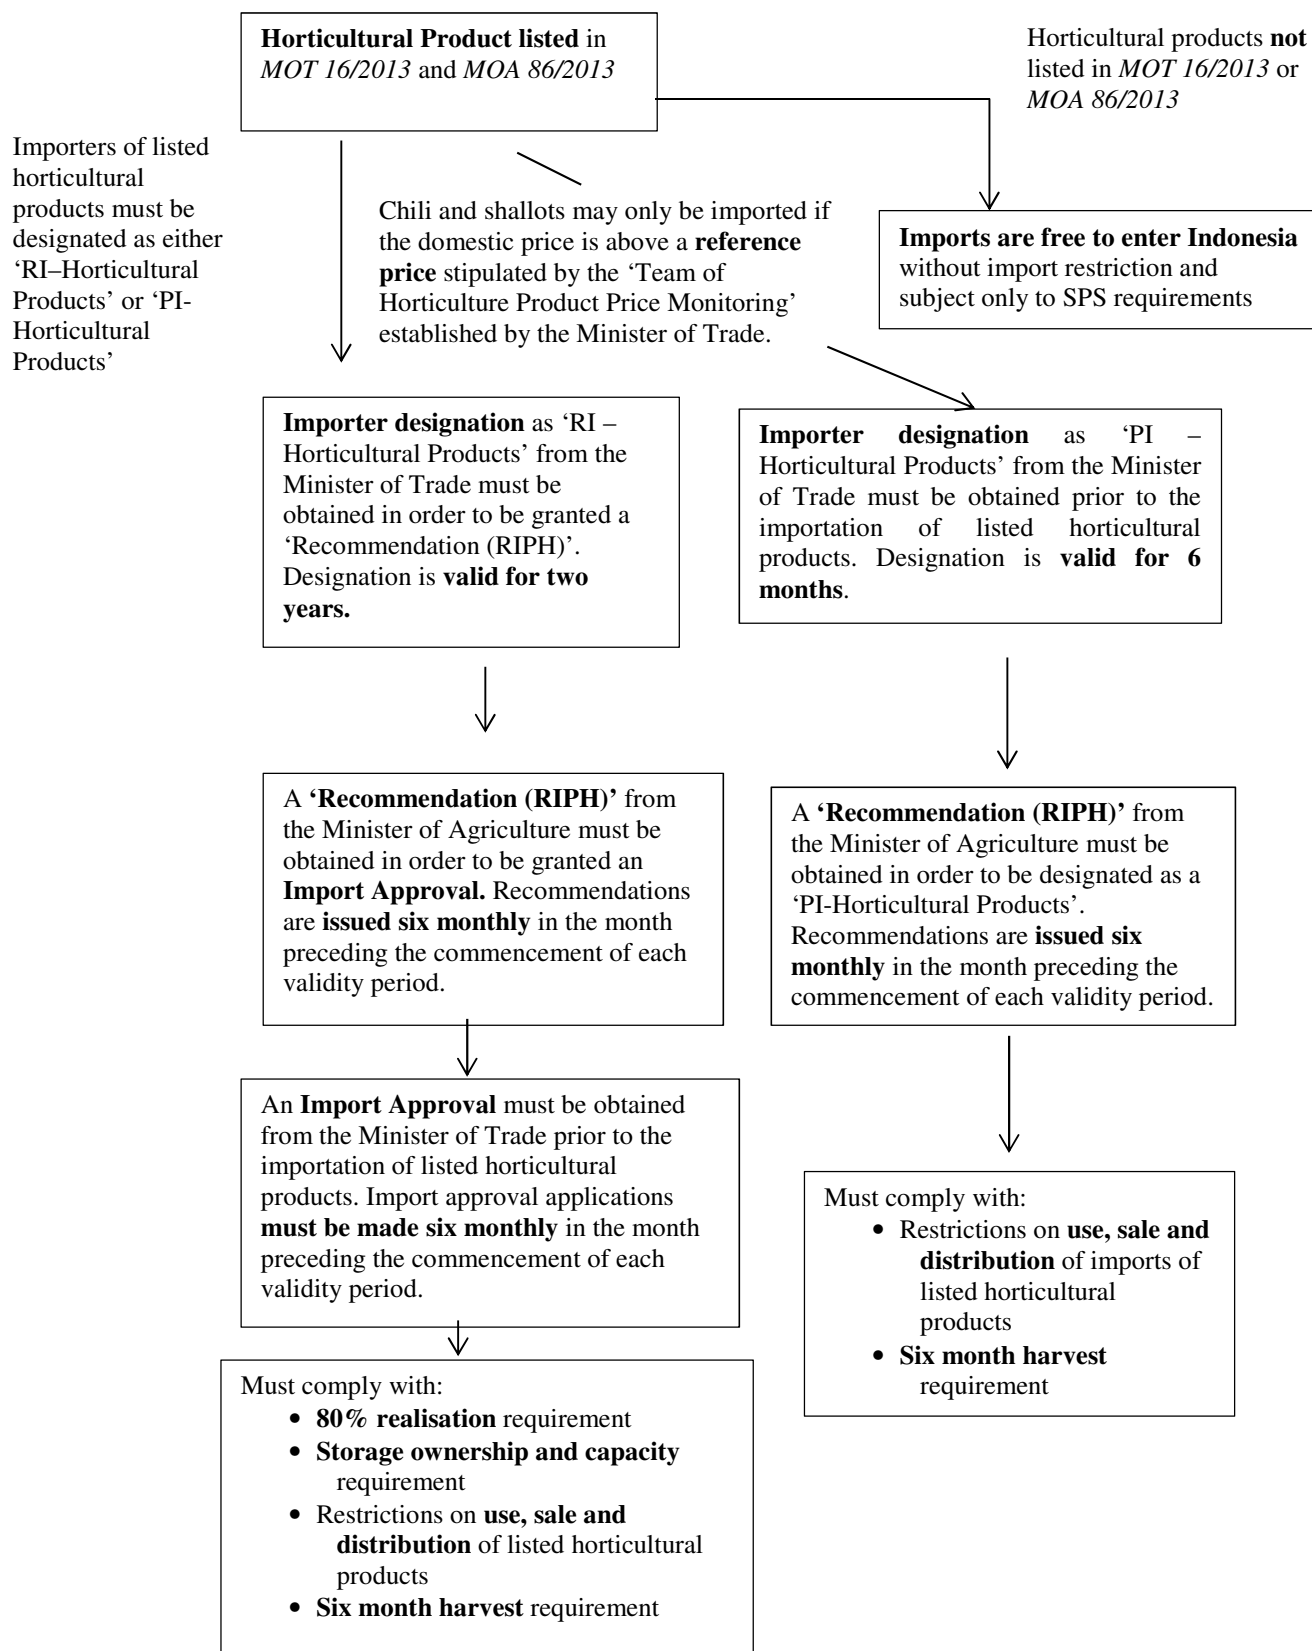 Horticultural Product listed in
MOT 16/2013 and MOA 86/2013
Horticultural products not
listed in MOT 16/2013 or
MOA 86/2013
Importers of listed
horticultural
products must be
designated as either
‘RI–Horticultural
Products’ or ‘PI-
Horticultural
Products’
Chili and shallots may only be imported if
the domestic price is above a reference
price stipulated by the ‘Team of
Horticulture Product Price Monitoring’
established by the Minister of Trade.
Imports are free to enter Indonesia
without import restriction and
subject only to SPS requirements
Importer designation as ‘RI –
Horticultural Products’ from the
Minister of Trade must be
obtained in order to be granted a
‘Recommendation (RIPH)’.
Designation is valid for two
years.
Importer designation as ‘PI –
Horticultural Products’ from the Minister
of Trade must be obtained prior to the
importation of listed horticultural
products. Designation is valid for 6
months.
A ‘Recommendation (RIPH)’ from
the Minister of Agriculture must be
obtained in order to be granted an
Import Approval. Recommendations
are issued six monthly in the month
preceding the commencement of each
validity period.
A ‘Recommendation (RIPH)’ from
the Minister of Agriculture must be
obtained in order to be designated as a
‘PI-Horticultural Products’.
Recommendations are issued six
monthly in the month preceding the
commencement of each validity period.
An Import Approval must be obtained
from the Minister of Trade prior to the
importation of listed horticultural
products. Import approval applications
must be made six monthly in the month
preceding the commencement of each
validity period.
Must comply with:
• Restrictions on use, sale and
distribution of imports of
listed horticultural
products
• Six month harvest
requirement
Must comply with:
• 80% realisation requirement
• Storage ownership and capacity
requirement
• Restrictions on use, sale and
distribution of listed horticultural
products
• Six month harvest requirement